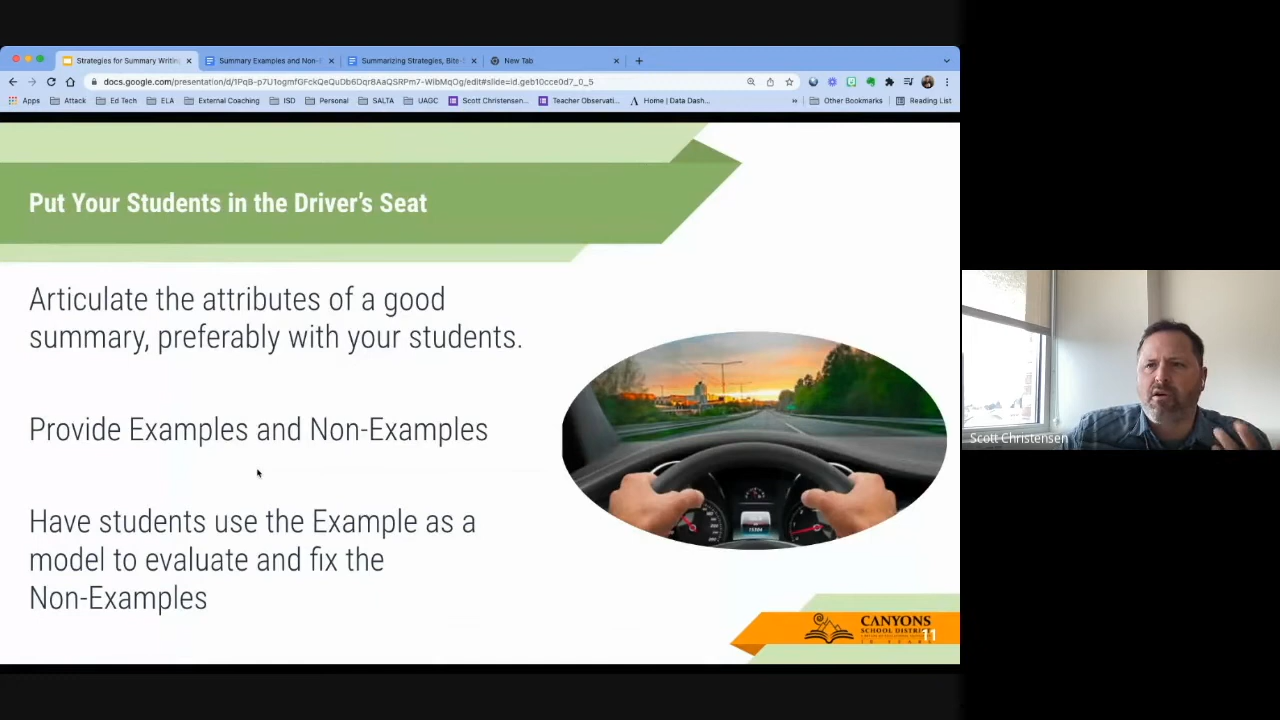 Strategies for Summary Writing
Summary Examples and Non-E
Summarizing Strategies, Bite-
New Tab
Apps
Attack
Ed Tech
ELA
External Coaching
ISD
Personal
SALTA
UAGC
Scott Christensen...
Teacher Observati...
Home | Data Dash...
»
Other Bookmarks
Reading List
Put Your Students in the Driver's Seat
Articulate the attributes of a good
summary, preferably with your students.
Provide Examples and Non-Examples
Have students use the Example as a
model to evaluate and fix the
Non-Examples
Scott Christensen
CANYONS
SCHOOL DISTRI
11